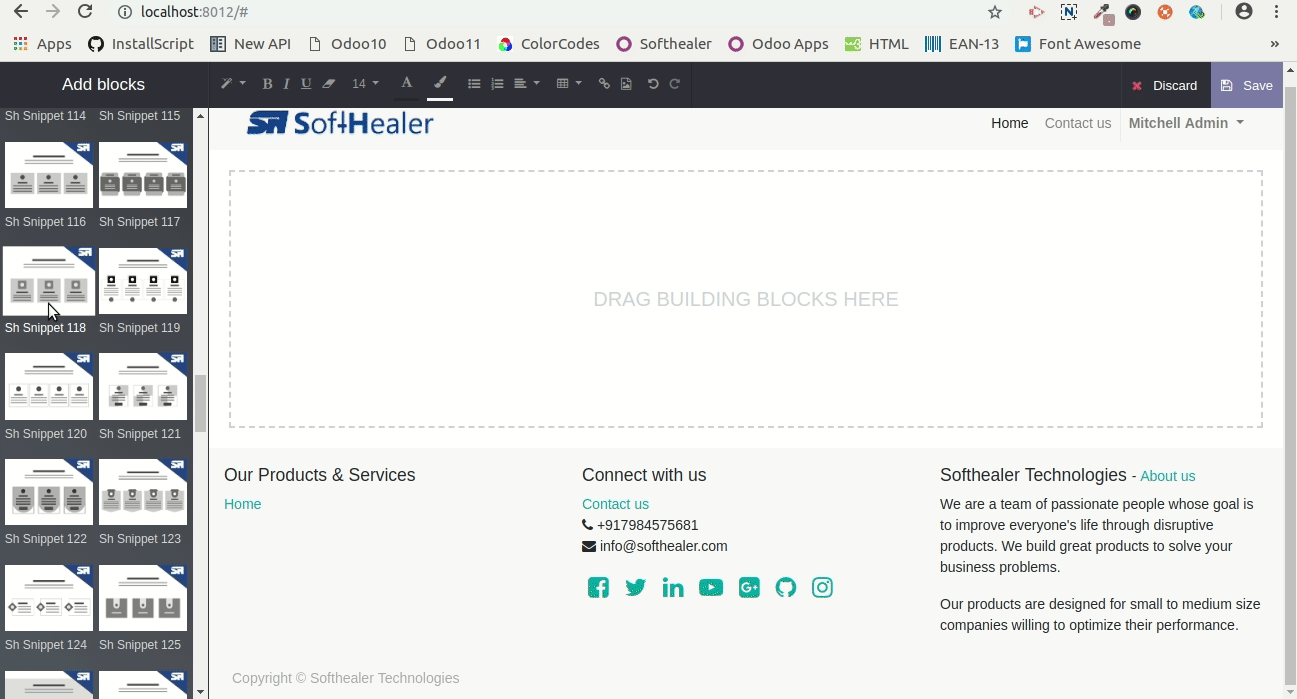 localhost:8012/#
Apps InstallScript New API Odoo10 Odoo11 ColorCodes Softhealer Odoo Apps HTML EAN-13 Font Awesome »
Add blocks
B I U 14 A Discard Save
Sh Snippet 114 Sh Snippet 115
SoftHealer
Home Contact us Mitchell Admin
Sh Snippet 116 Sh Snippet 117
Sh Snippet 118 Sh Snippet 119
DRAG BUILDING BLOCKS HERE
Sh Snippet 120 Sh Snippet 121
Sh Snippet 122 Sh Snippet 123
Sh Snippet 124 Sh Snippet 125
Our Products & Services
Home
Connect with us
Contact us
+917984575681
info@softhealer.com
Softhealer Technologies - About us
We are a team of passionate people whose goal is
to improve everyone's life through disruptive
products. We build great products to solve your
business problems.
Our products are designed for small to medium size
companies willing to optimize their performance.
Copyright © Softhealer Technologies